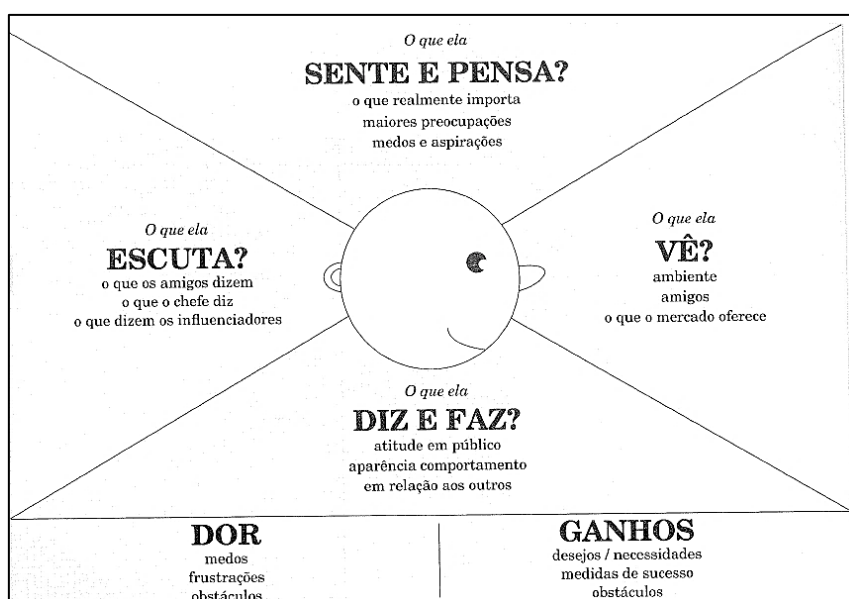 O que ela
SENTE E PENSA?
o que realmente importa
maiores preocupações
medos e aspirações
O que ela
ESCUTA?
o que os amigos dizem
o que o chefe diz
o que dizem os influenciadores
O que ela
VÊ?
ambiente
amigos
o que o mercado oferece
O que ela
DIZ E FAZ?
atitude em público
aparência comportamento
em relação aos outros
DOR
medos
frustrações
obstáculos
GANHOS
desejos / necessidades
medidas de sucesso
obstáculos